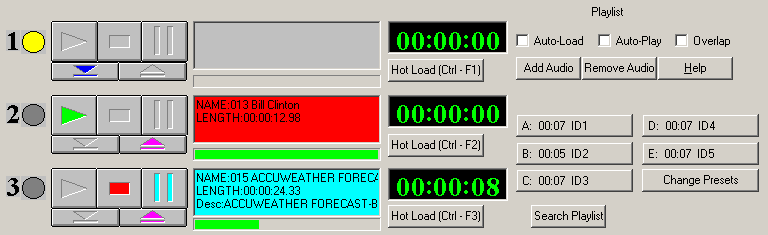 Playlist
1
00:00:00
Auto-Load Auto-Play Overlap
Hot Load (Ctrl - F1)
Add Audio Remove Audio Help
2
NAME:013 Bill Clinton
LENGTH:00:00:12.98
00:00:00
Hot Load (Ctrl - F2)
A: 00:07 ID1
D: 00:07 ID4
B: 00:05 ID2
E: 00:07 ID5
3
NAME:015 ACCUWEATHER FORECA
LENGTH:00:00:24.33
Desc:ACCUWEATHER FORECAST-B
00:00:08
Hot Load (Ctrl - F3)
C: 00:07 ID3
Change Presets
Search Playlist